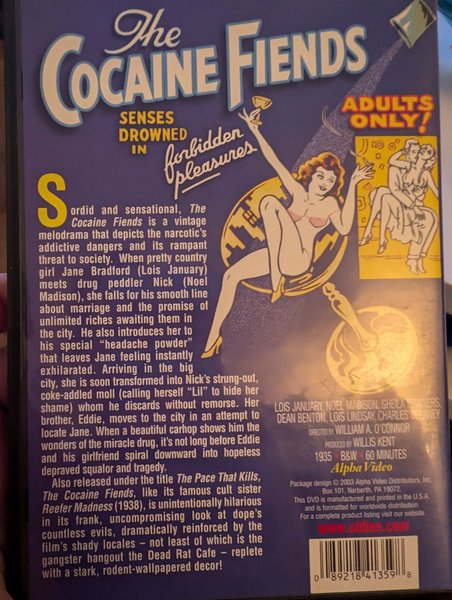 The
COCAINE FIENDS
SENSES
DROWNED
IN
forbidden
pleasures
ADULTS
ONLY!
Sordid and sensational, The
Cocaine Fiends is a vintage
melodrama that depicts the narcotic's
addictive dangers and its rampant
threat to society. When pretty country
girl Jane Bradford (Lois January)
meets drug peddler Nick (Noel
Madison), she falls for his smooth line
about marriage and the promise of
unlimited riches awaiting them in
the city. He also introduces her to
his special "headache powder"
that leaves Jane feeling instantly
exhilarated. Arriving in the big
city, she is soon transformed into Nick's strung-out,
coke-addled moll (calling herself "Lil" to hide her
shame) whom he discards without remorse. Her
brother, Eddie, moves to the city in an attempt to
locate Jane. When a beautiful carhop shows him the
wonders of the miracle drug, it's not long before Eddie
and his girlfriend spiral downward into hopeless
depraved squalor and tragedy.
Also released under the title The Pace That Kills,
The Cocaine Fiends, like its famous cult sister
Reefer Madness (1938), is unintentionally hilarious
in its frank, uncompromising look at dope's
countless evils, dramatically reinforced by the
film's shady locales – not least of which is the
gangster hangout the Dead Rat Cafe – replete
with a stark, rodent-wallpapered decor!
LOIS JANUARY, NOEL MADISON, SHEILA
DEAN BENTON, LOIS LINDSAY, CHARLES DELANEY
DIRECTED BY WILLIAM A. O'CONNOR
PRODUCED BY WILLIS KENT
1935 • B&W • 60 MINUTES
Alpha Video
Package design © 2003 Alpha Video Distributors, Inc.
Box 101, Narberth, PA 19072.
This DVD is manufactured and printed in the U.S.A.
and is formatted for worldwide distribution.
For a complete product listing visit our website
www.oldies.com
0 89218 41359 8